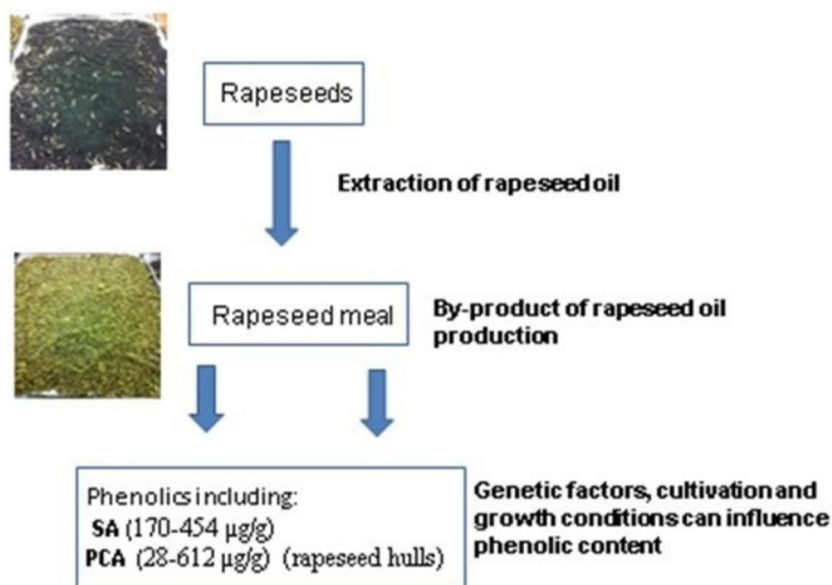 Rapeseeds
Extraction of rapeseed oil
Rapeseed meal
By-product of rapeseed oil
production
Phenolics including:
SA (170-454 µg/g)
PCA (28-612 µg/g) (rapeseed hulls)
Genetic factors, cultivation and
growth conditions can influence
phenolic content